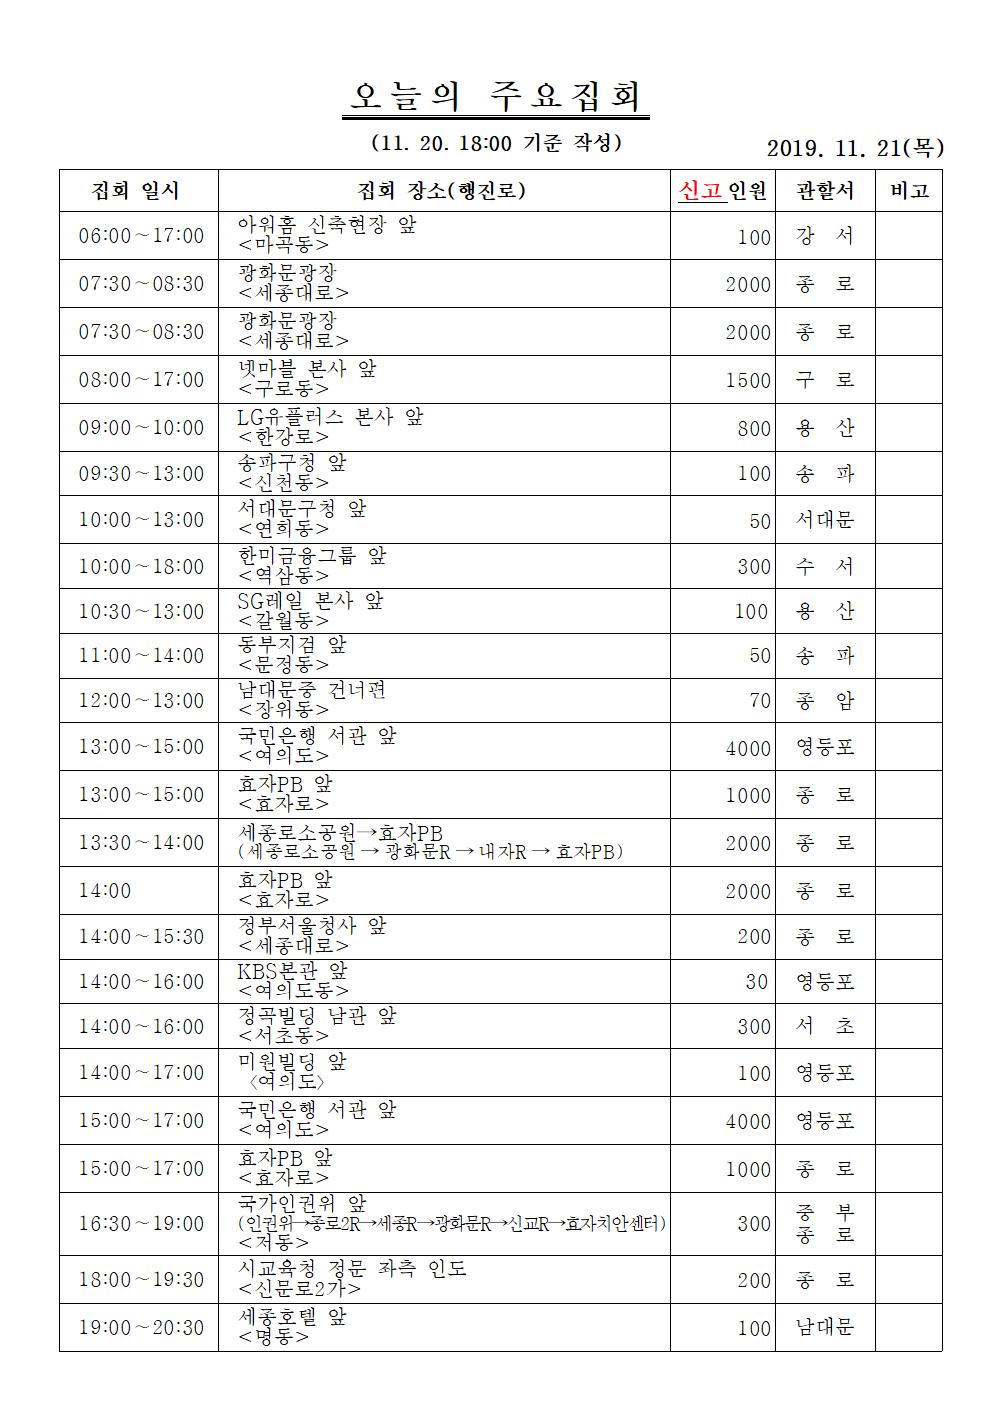 오늘의 주요집회
(11. 20. 18:00 기준 작성)
2019. 11. 21(목)
집회 일시 집회 장소(행진로) 신고인원 관할서 비고
06:00~17:00 아워홈 신축현장 앞 100 강 서
<마곡동>
07:30~08:30 광화문광장 2000 종 로
<세종대로>
07:30~08:30 광화문광장 2000 종 로
<세종대로>
08:00~17:00 넷마블 본사 앞 1500 구 로
<구로동>
09:00~10:00 LG유플러스 본사 앞 800 용 산
<한강로>
09:30~13:00 송파구청 앞 100 송 파
<신천동>
10:00~13:00 서대문구청 앞 50 서대문
<연희동>
10:00~18:00 한미금융그룹 앞 300 수 서
<역삼동>
10:30~13:00 SG레일 본사 앞 100 용 산
<갈월동>
11:00~14:00 동부지검 앞 50 송 파
<문정동>
12:00~13:00 남대문중 건너편 70 종 암
<장위동>
13:00~15:00 국민은행 서관 앞 4000 영등포
<여의도>
13:00~15:00 효자PB 앞 1000 종 로
<효자로>
13:30~14:00 세종로소공원→효자PB 2000 종 로
(세종로소공원 → 광화문R → 내자R → 효자PB)
14:00 효자PB 앞 2000 종 로
<효자로>
14:00~15:30 정부서울청사 앞 200 종 로
<세종대로>
14:00~16:00 KBS본관 앞 30 영등포
<여의도동>
14:00~16:00 정곡빌딩 남관 앞 300 서 초
<서초동>
14:00~17:00 미원빌딩 앞 100 영등포
〈여의도〉
15:00~17:00 국민은행 서관 앞 4000 영등포
<여의도>
15:00~17:00 효자PB 앞 1000 종 로
<효자로>
16:30~19:00 국가인권위 앞 300 중 부
(인권위→종로2R→세종R→광화문R→신교R→효자치안센터) 종 로
<저동>
18:00~19:30 시교육청 정문 좌측 인도 200 종 로
<신문로2가>
19:00~20:30 세종호텔 앞 100 남대문
<명동>